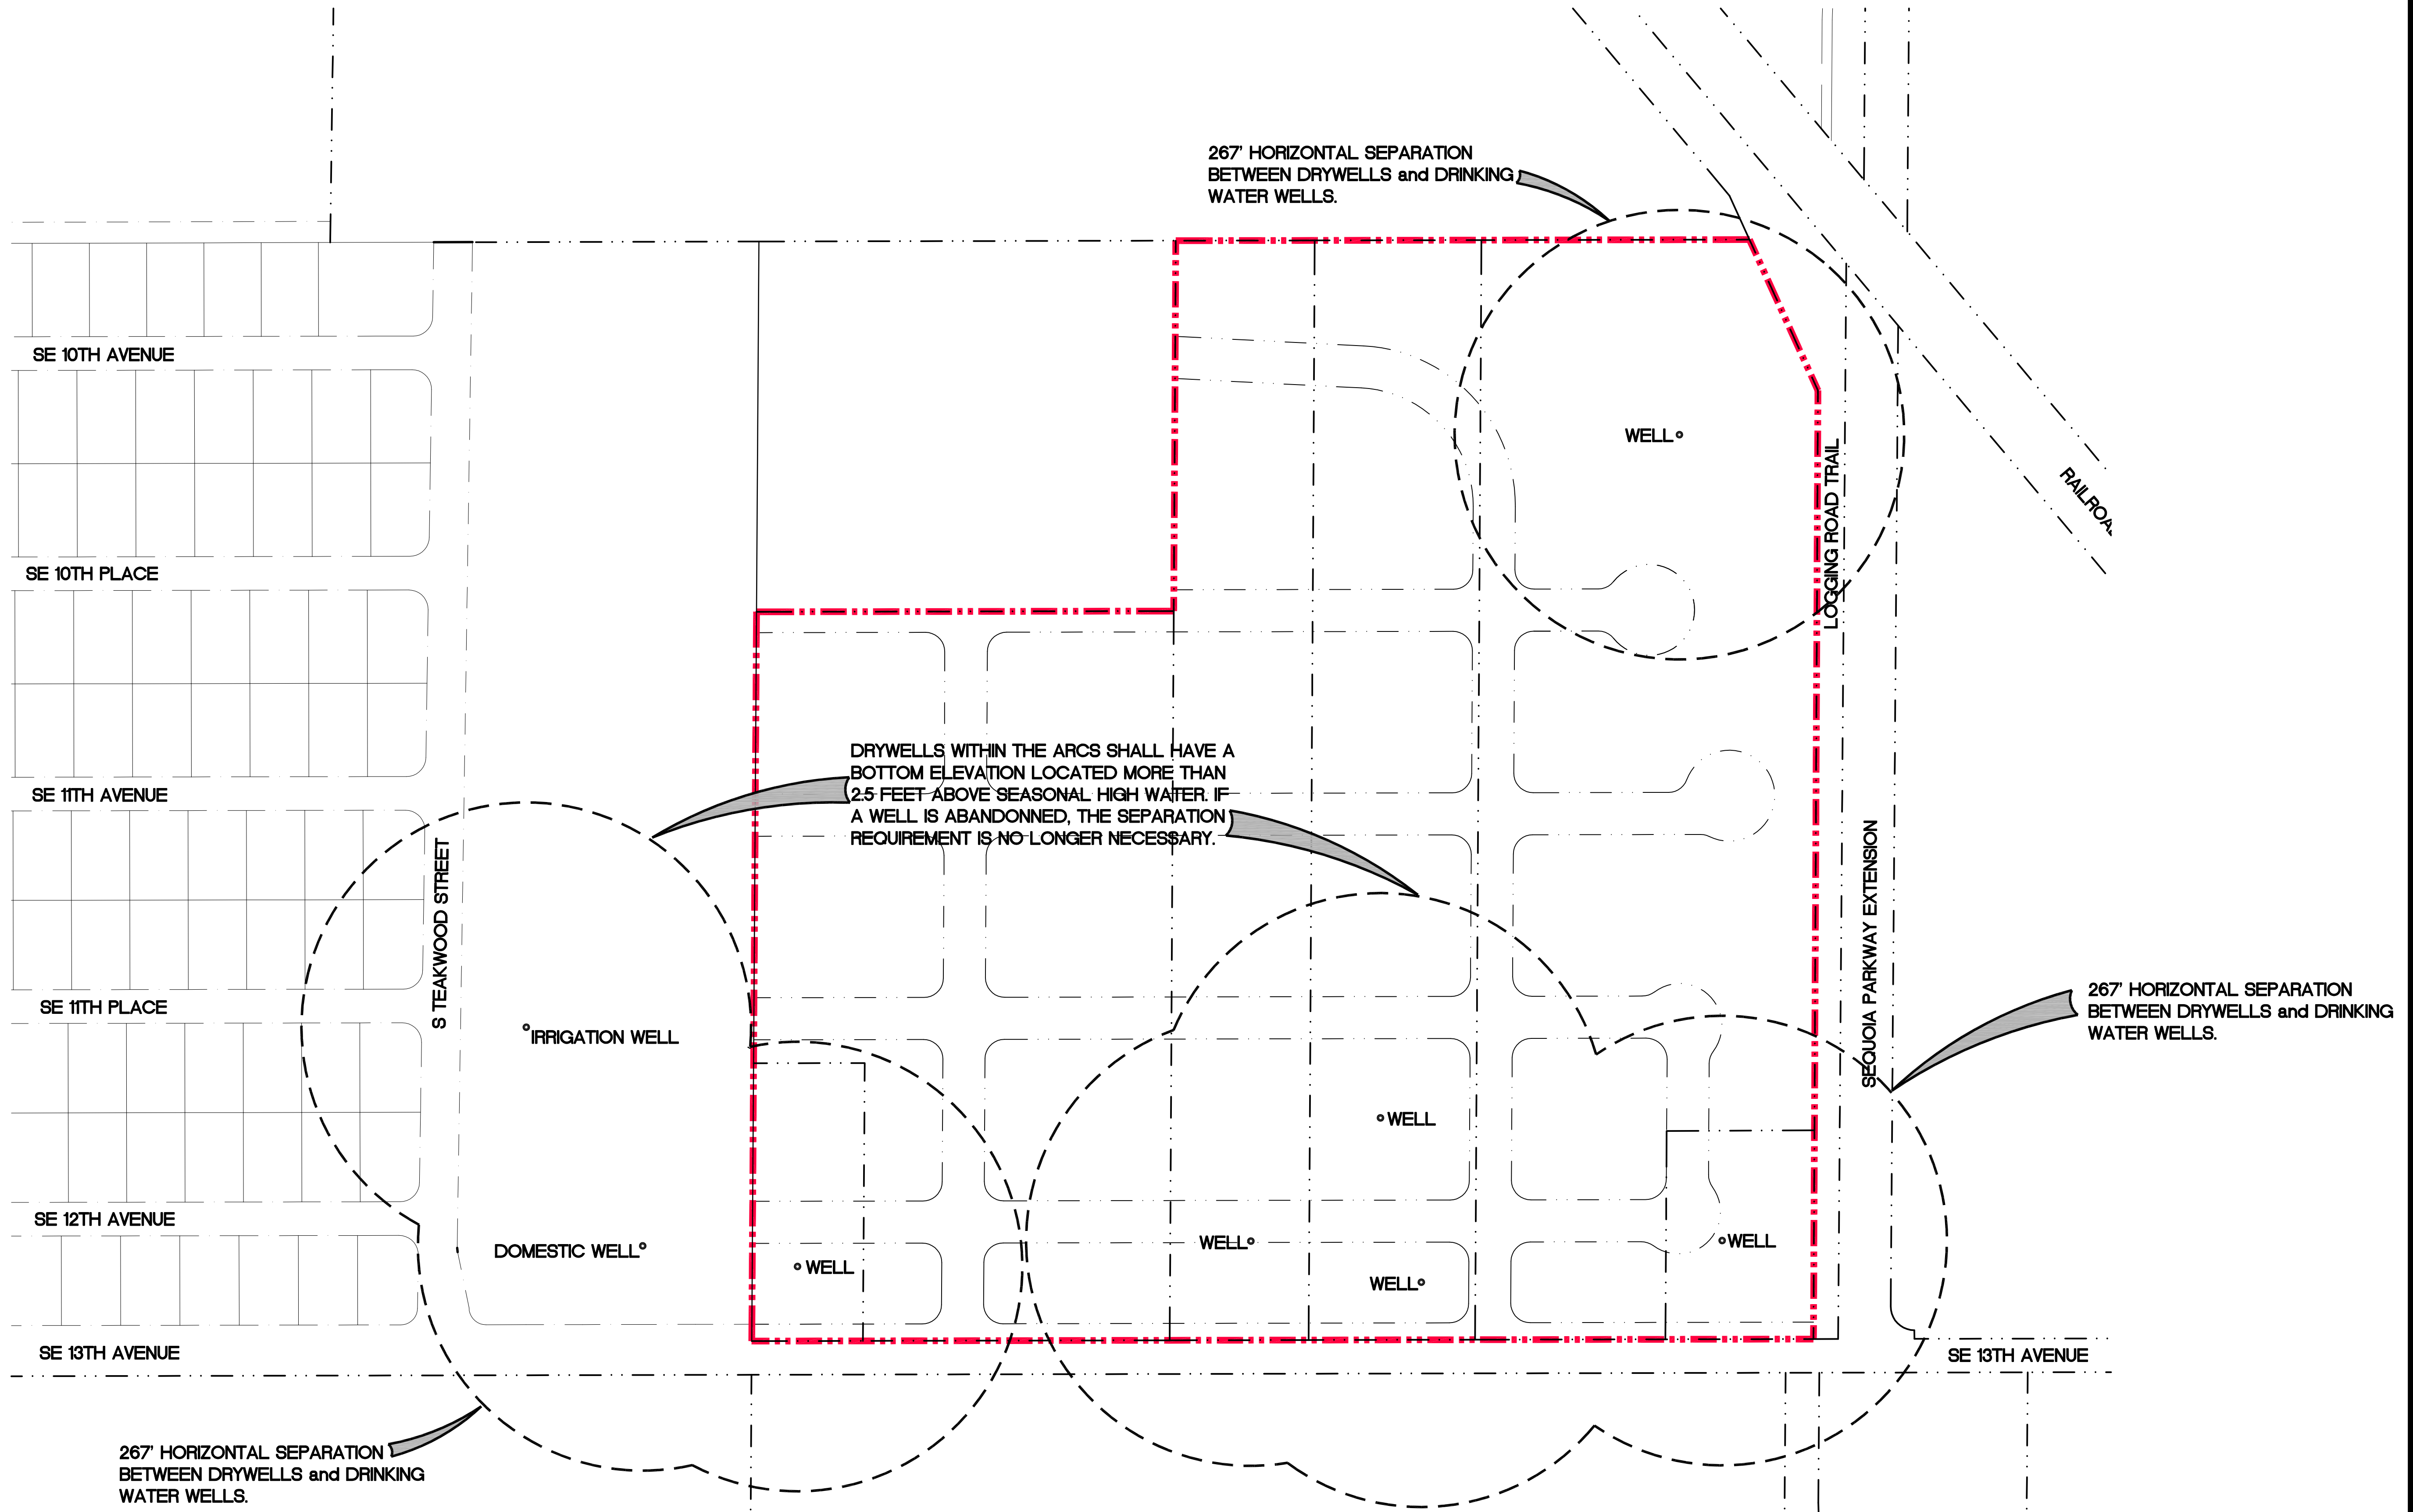 267' HORIZONTAL SEPARATION
BETWEEN DRYWELLS and DRINKING
WATER WELLS.
SE 10TH AVENUE
WELL
LOGGING ROAD TRAIL
SE 10TH PLACE
DRYWELLS WITHIN THE ARCS SHALL HAVE A
BOTTOM ELEVATION LOCATED MORE THAN
2.5 FEET ABOVE SEASONAL HIGH WATER. IF
A WELL IS ABANDONNED, THE SEPARATION
REQUIREMENT IS NO LONGER NECESSARY.
SE 11TH AVENUE
S TEAKWOOD STREET
SEQUOIA PARKWAY EXTENSION
267' HORIZONTAL SEPARATION
BETWEEN DRYWELLS and DRINKING
WATER WELLS.
SE 11TH PLACE
IRRIGATION WELL
WELL
SE 12TH AVENUE
DOMESTIC WELL
WELL
WELL
WELL
WELL
SE 13TH AVENUE
SE 13TH AVENUE
267' HORIZONTAL SEPARATION
BETWEEN DRYWELLS and DRINKING
WATER WELLS.